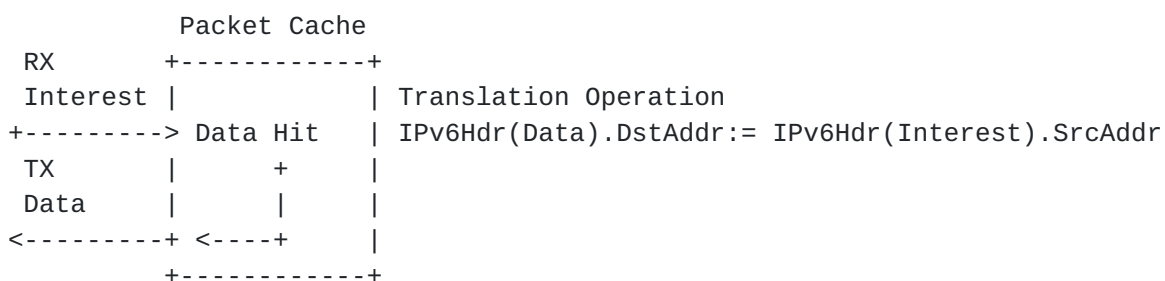 Packet Cache
RX +------------+
Interest | | Translation Operation
+---------> Data Hit | IPv6Hdr(Data).DstAddr:= IPv6Hdr(Interest).SrcAddr
TX | + |
Data | | |
<---------+ <----+ |
+------------+